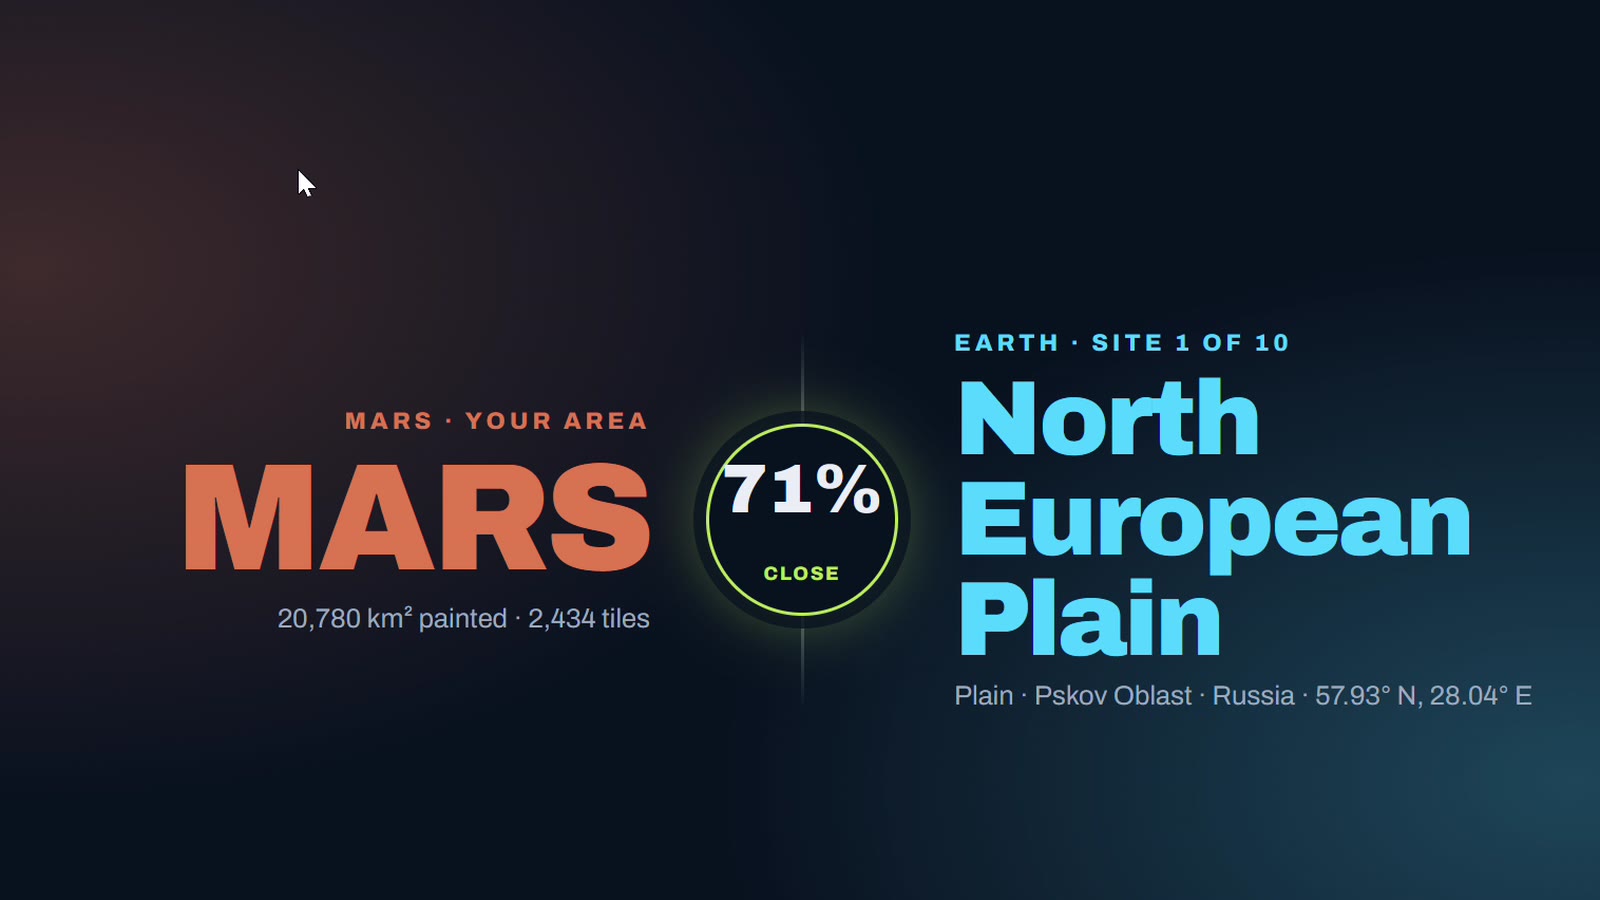 MARS · YOUR AREA
MARS
20,780 km² painted · 2,434 tiles
71%
CLOSE
EARTH · SITE 1 OF 10
North
European
Plain
Plain · Pskov Oblast · Russia · 57.93° N, 28.04° E